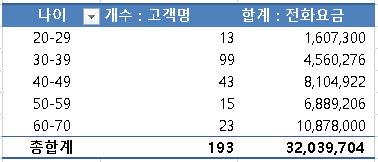 나이 개수 : 고객명 합계 : 전화요금
20-29 13 1,607,300
30-39 99 4,560,276
40-49 43 8,104,922
50-59 15 6,889,206
60-70 23 10,878,000
총합계 193 32,039,704